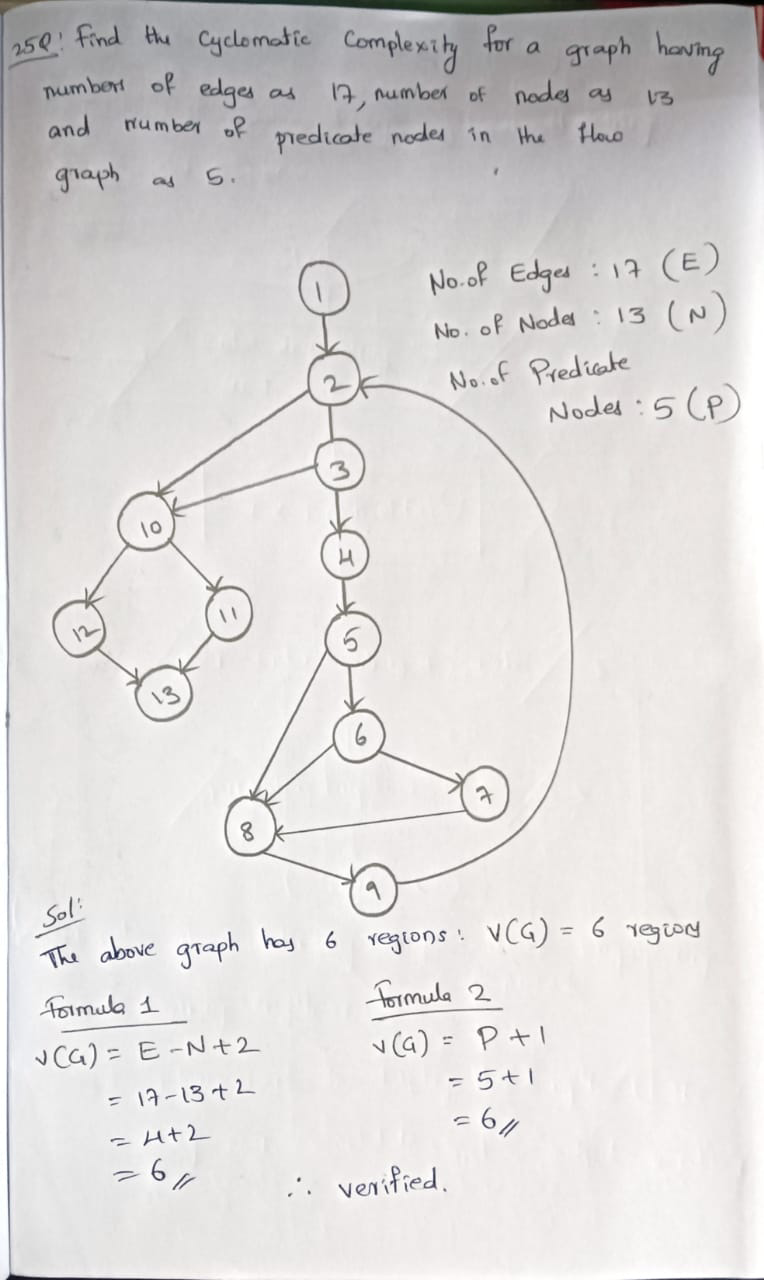 25Q: Find the Cyclomatic Complexity for a graph having
numbers of edges as 17, number of nodes as 13
and number of predicate nodes in the flow
graph as 5.
1
No. of Edges : 17 (E)
No. of Nodes : 13 (N)
2
No. of Predicate
Nodes : 5 (P)
3
10
4
12
11
5
13
6
7
8
9
Sol:
The above graph has 6 regions: V(G) = 6 regions
Formula 1
V(G) = E-N+2
= 17-13+2
= 4+2
= 6 //
Formula 2
V(G) = P+1
= 5+1
= 6 //
∴ verified.